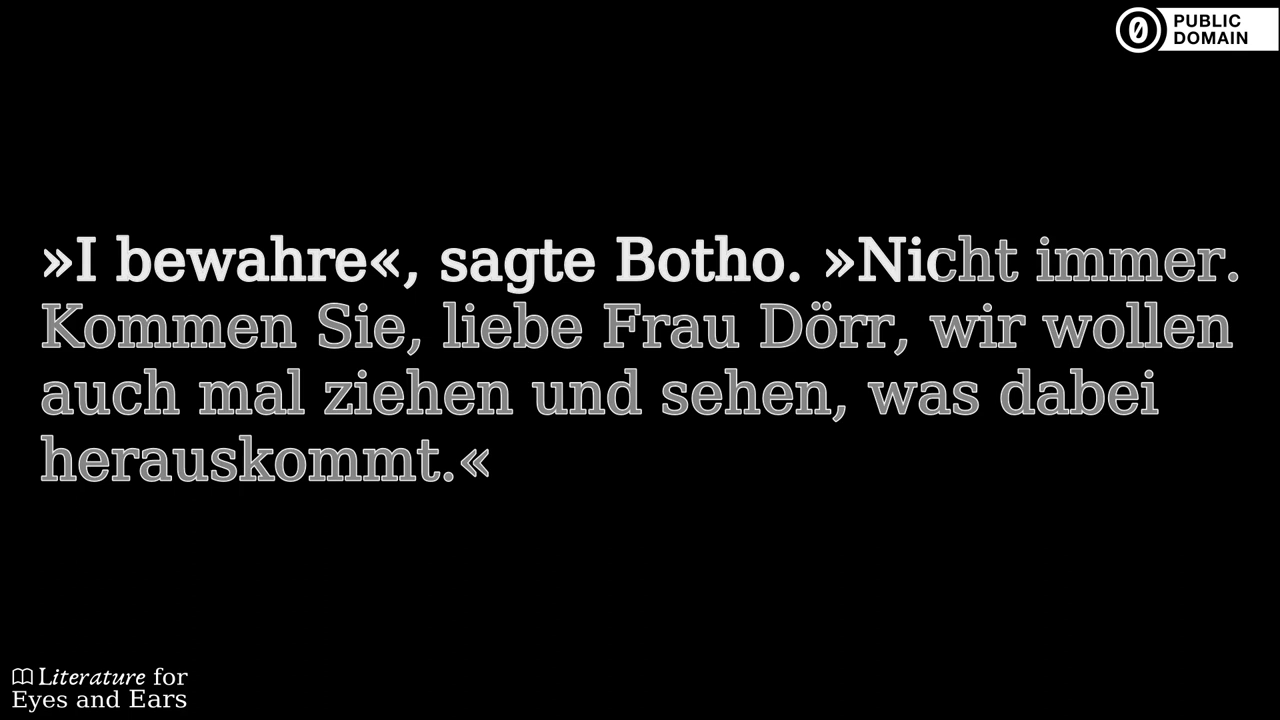 PUBLIC
DOMAIN
»I bewahre«, sagte Botho. »Nicht immer.
Kommen Sie, liebe Frau Dörr, wir wollen
auch mal ziehen und sehen, was dabei
herauskommt.«
Literature for
Eyes and Ears